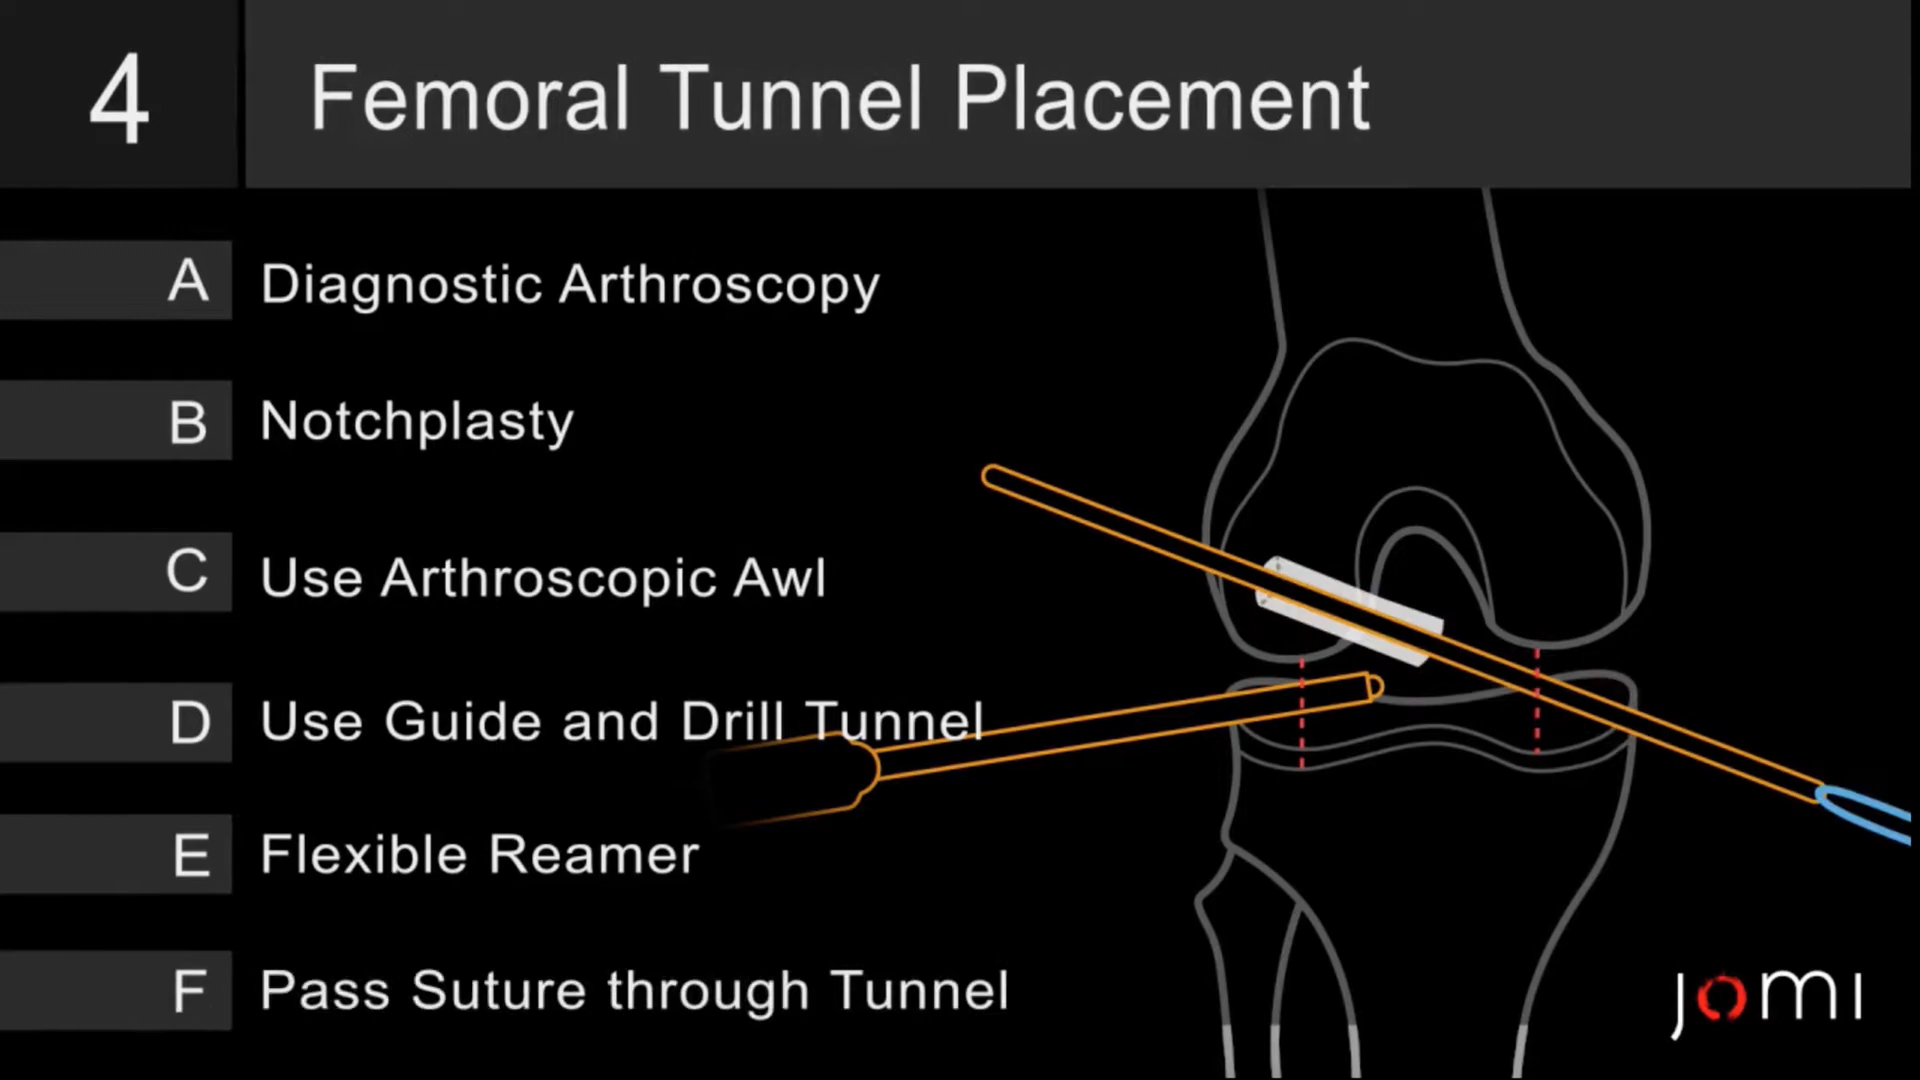 4
Femoral Tunnel Placement
A
Diagnostic Arthroscopy
B
Notchplasty
C
Use Arthroscopic Awl
D
Use Guide and Drill Tunnel
E
Flexible Reamer
F
Pass Suture through Tunnel
jomi